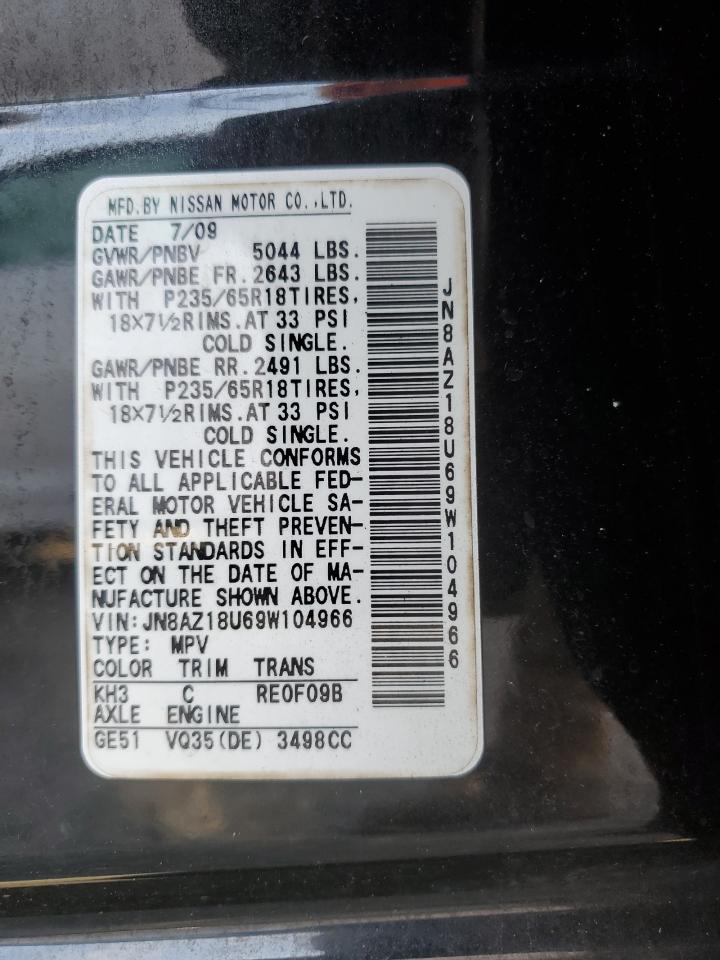 MFD.BY NISSAN MOTOR CO.,LTD.
DATE 7/09
GVWR/PNBV 5044 LBS.
GAWR/PNBE FR.2643 LBS.
WITH P235/65R18TIRES,
18X7½RIMS.AT 33 PSI
COLD SINGLE.
GAWR/PNBE RR.2491 LBS.
WITH P235/65R18TIRES,
18X7½RIMS.AT 33 PSI
COLD SINGLE.
THIS VEHICLE CONFORMS
TO ALL APPLICABLE FED-
ERAL MOTOR VEHICLE SA-
FETY AND THEFT PREVEN-
TION STANDARDS IN EFF-
ECT ON THE DATE OF MA-
NUFACTURE SHOWN ABOVE.
VIN:JN8AZ18U69W104966
TYPE: MPV
COLOR TRIM TRANS
KH3 C RE0F09B
AXLE ENGINE
GE51 VQ35(DE) 3498CC
JN8AZ18U69W104966